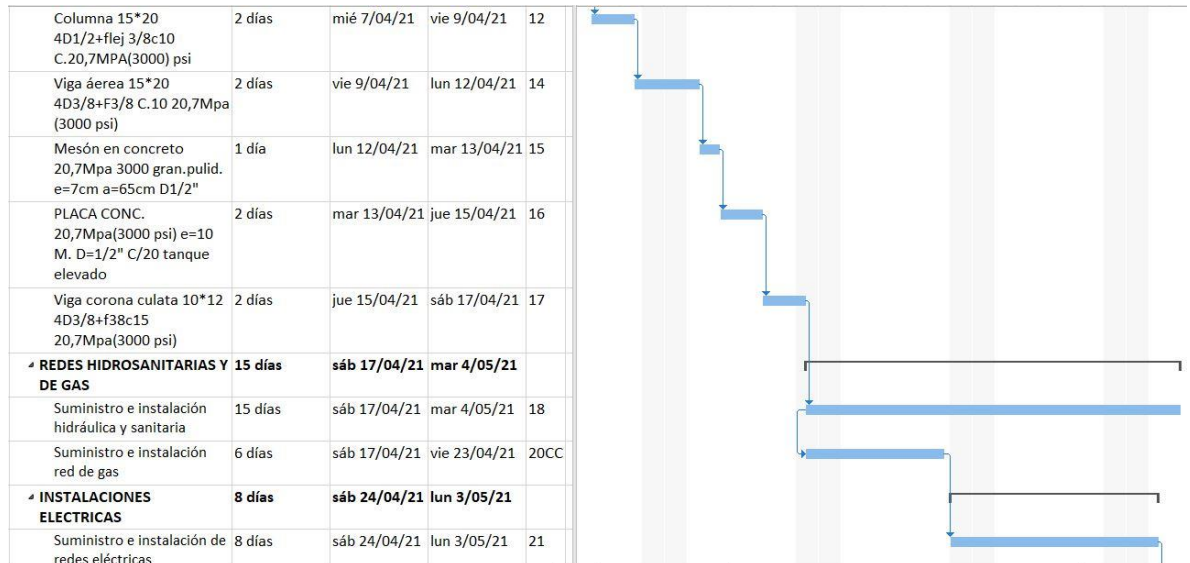 Columna 15*20 2 días mié 7/04/21 vie 9/04/21 12
4D1/2+flej 3/8c10
C.20,7MPA(3000) psi
Viga áerea 15*20 2 días vie 9/04/21 lun 12/04/21 14
4D3/8+F3/8 C.10 20,7Mpa
(3000 psi)
Mesón en concreto 1 día lun 12/04/21 mar 13/04/21 15
20,7Mpa 3000 gran.pulid.
e=7cm a=65cm D1/2"
PLACA CONC. 2 días mar 13/04/21 jue 15/04/21 16
20,7Mpa(3000 psi) e=10
M. D=1/2" C/20 tanque
elevado
Viga corona culata 10*12 2 días jue 15/04/21 sáb 17/04/21 17
4D3/8+f38c15
20,7Mpa(3000 psi)
REDES HIDROSANITARIAS Y 15 días sáb 17/04/21 mar 4/05/21
DE GAS
Suministro e instalación 15 días sáb 17/04/21 mar 4/05/21 18
hidráulica y sanitaria
Suministro e instalación 6 días sáb 17/04/21 vie 23/04/21 20CC
red de gas
INSTALACIONES 8 días sáb 24/04/21 lun 3/05/21
ELECTRICAS
Suministro e instalación de 8 días sáb 24/04/21 lun 3/05/21 21
redes eléctricas